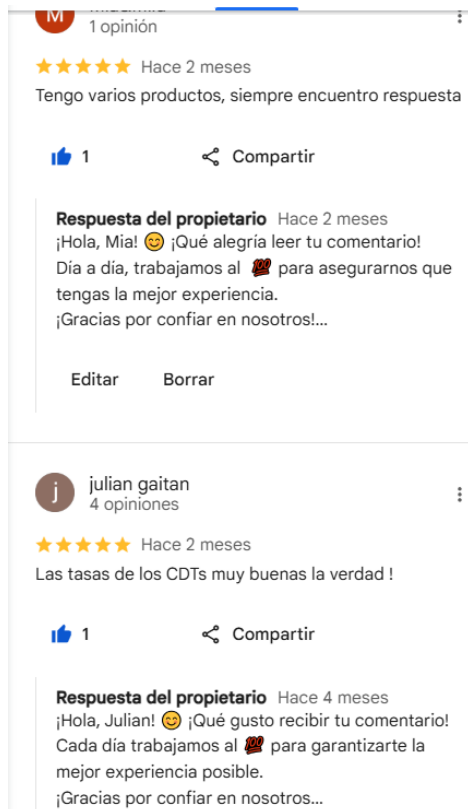 M
1 opinión
Hace 2 meses
Tengo varios productos, siempre encuentro respuesta
1 Compartir
Respuesta del propietario Hace 2 meses
¡Hola, Mia! 😊 ¡Qué alegría leer tu comentario!
Día a día, trabajamos al 💯 para asegurarnos que
tengas la mejor experiencia.
¡Gracias por confiar en nosotros!...
Editar Borrar
j julian gaitan
4 opiniones
Hace 2 meses
Las tasas de los CDTs muy buenas la verdad !
1 Compartir
Respuesta del propietario Hace 4 meses
¡Hola, Julian! 😊 ¡Qué gusto recibir tu comentario!
Cada día trabajamos al 💯 para garantizarte la
mejor experiencia posible.
¡Gracias por confiar en nosotros...